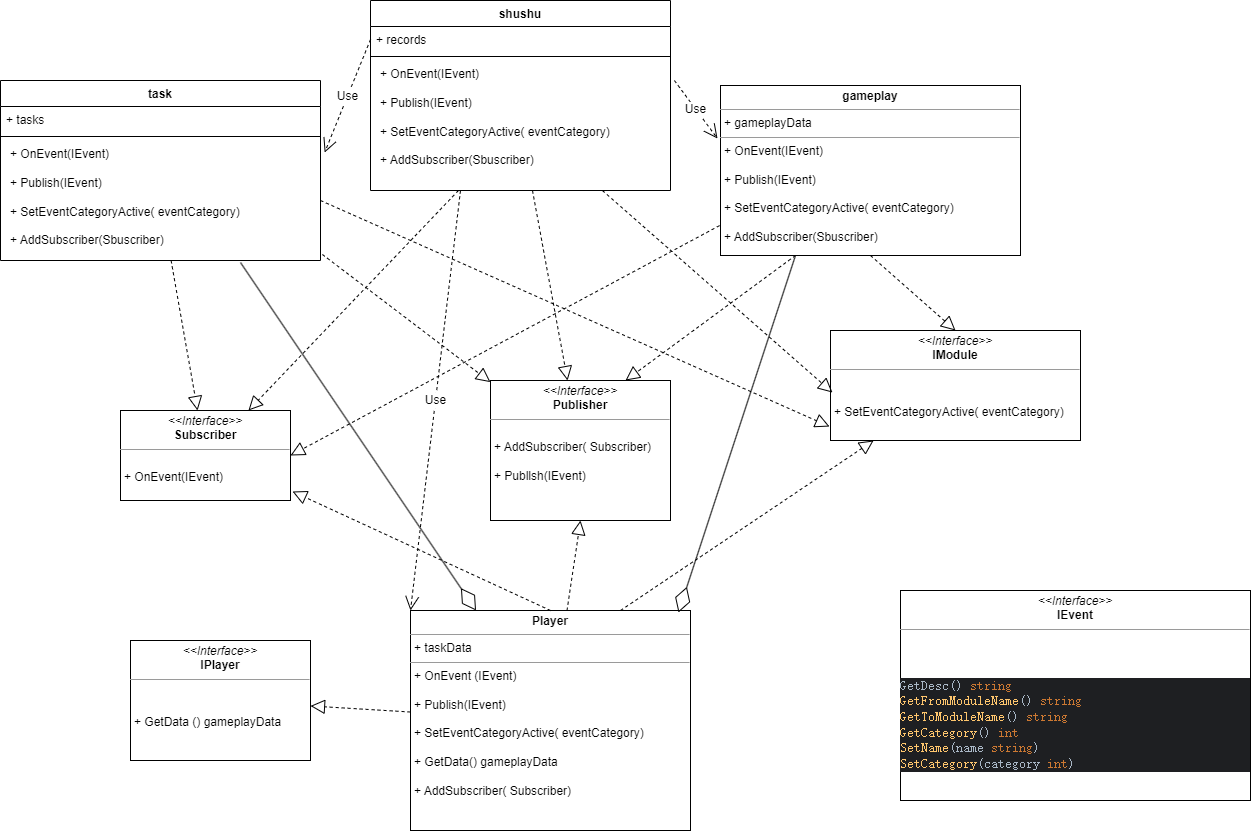 shushu
+ records
+ OnEvent(IEvent)
+ Publish(IEvent)
+ SetEventCategoryActive( eventCategory)
+ AddSubscriber(Sbuscriber)
task
+ tasks
+ OnEvent(IEvent)
+ Publish(IEvent)
+ SetEventCategoryActive( eventCategory)
+ AddSubscriber(Sbuscriber)
Use
Use
gameplay
+ gameplayData
+ OnEvent(IEvent)
+ Publish(IEvent)
+ SetEventCategoryActive( eventCategory)
+ AddSubscriber(Sbuscriber)
<<Interface>>
IModule
+ SetEventCategoryActive( eventCategory)
<<Interface>>
Subscriber
+ OnEvent(IEvent)
Use
<<Interface>>
Publisher
+ AddSubscriber( Subscriber)
+ PublIsh(IEvent)
<<Interface>>
IPlayer
+ GetData () gameplayData
Player
+ taskData
+ OnEvent (IEvent)
+ Publish(IEvent)
+ SetEventCategoryActive( eventCategory)
+ GetData() gameplayData
+ AddSubscriber( Subscriber)
<<Interface>>
IEvent
GetDesc() string
GetFromModuleName() string
GetToModuleName() string
GetCategory() int
SetName(name string)
SetCategory(category int)